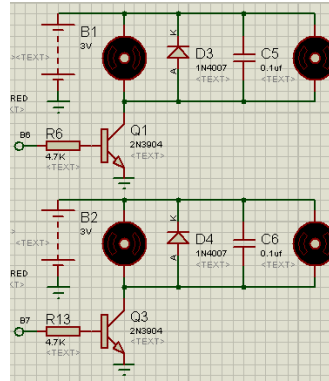 B1
3V
<TEXT>
K
A
D3
1N4007
<TEXT>
C5
0.1uf
<TEXT>
RED
B6
R6
4.7K
<TEXT>
Q1
2N3904
<TEXT>
B2
3V
<TEXT>
K
A
D4
1N4007
<TEXT>
C6
0.1uf
<TEXT>
RED
B7
R13
4.7K
<TEXT>
Q3
2N3904
<TEXT>